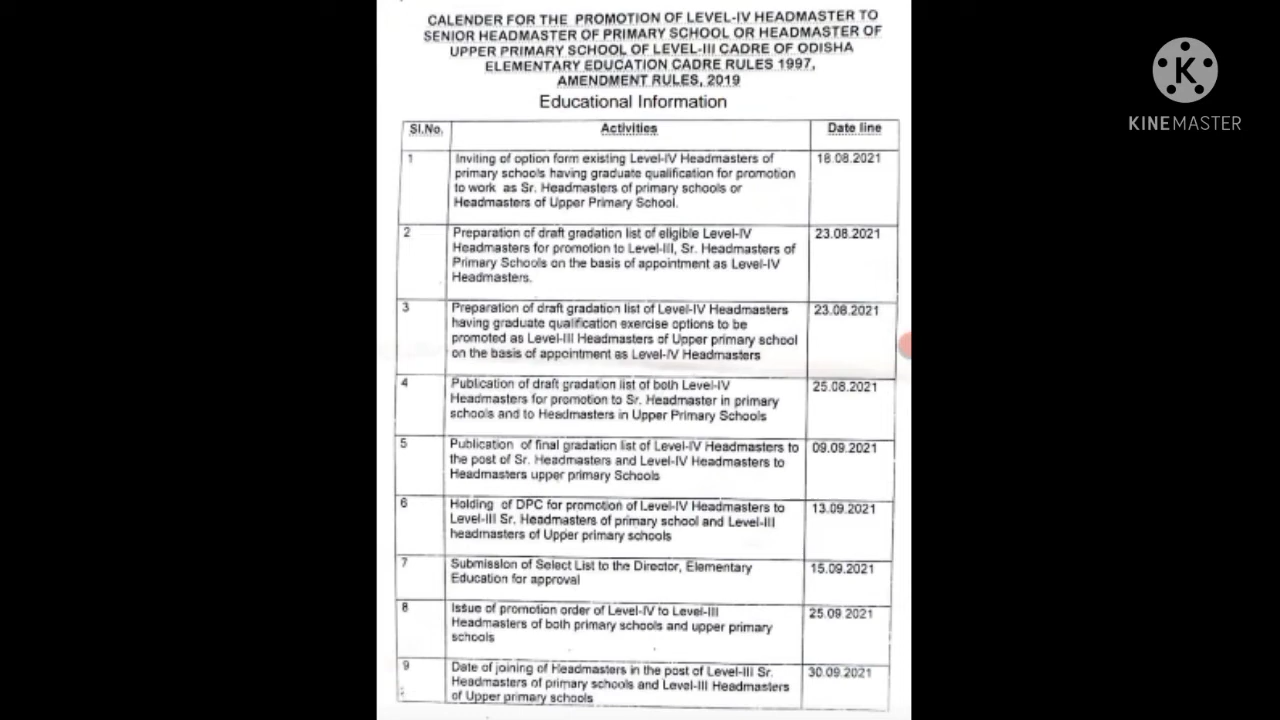 CALENDER FOR THE PROMOTION OF LEVEL-IV HEADMASTER TO
SENIOR HEADMASTER OF PRIMARY SCHOOL OR HEADMASTER OF
UPPER PRIMARY SCHOOL OF LEVEL-III CADRE OF ODISHA
ELEMENTARY EDUCATION CADRE RULES 1997,
AMENDMENT RULES, 2019
Educational Information
Sl.No. Activities Date line
1 Inviting of option form existing Level-IV Headmasters of 18.08.2021
primary schools having graduate qualification for promotion
to work as Sr. Headmasters of primary schools or
Headmasters of Upper Primary School.
2 Preparation of draft gradation list of eligible Level-IV 23.08.2021
Headmasters for promotion to Level-III, Sr. Headmasters of
Primary Schools on the basis of appointment as Level-IV
Headmasters.
3 Preparation of draft gradation list of Level-IV Headmasters 23.08.2021
having graduate qualification exercise options to be
promoted as Level-III Headmasters of Upper primary school
on the basis of appointment as Level-IV Headmasters
4 Publication of draft gradation list of both Level-IV 25.08.2021
Headmasters for promotion to Sr. Headmaster in primary
schools and to Headmasters in Upper Primary Schools
5 Publication of final gradation list of Level-IV Headmasters to 09.09.2021
the post of Sr. Headmasters and Level-IV Headmasters to
Headmasters upper primary Schools
6 Holding of DPC for promotion of Level-IV Headmasters to 13.09.2021
Level-III Sr. Headmasters of primary school and Level-III
headmasters of Upper primary schools
7 Submission of Select List to the Director, Elementary 15.09.2021
Education for approval
8 Issue of promotion order of Level-IV to Level-III 25.09.2021
Headmasters of both primary schools and upper primary
schools
9 Date of joining of Headmasters in the post of Level-III Sr. 30.09.2021
Headmasters of primary schools and Level-III Headmasters
of Upper primary schools
K
KINEMASTER